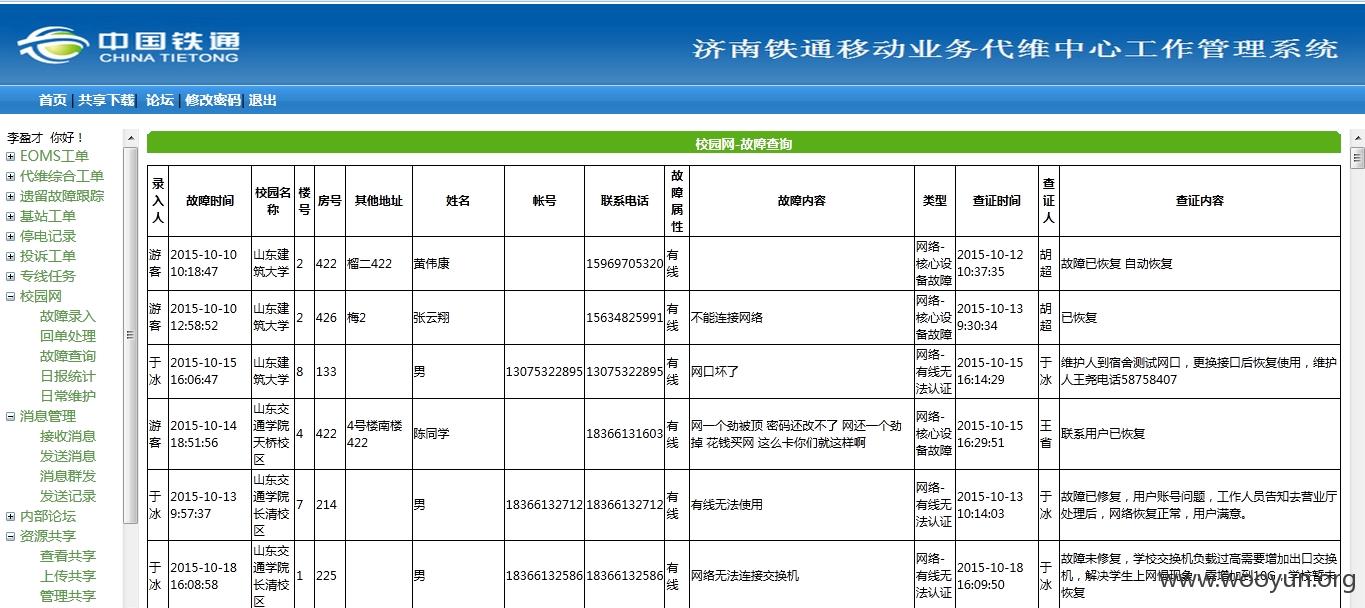 中国铁通
CHINA TIETONG
济南铁通移动业务代维中心工作管理系统
首页 | 共享下载 | 论坛 | 修改密码 | 退出
李盈才 你好！
EOMS工单
代维综合工单
遗留故障跟踪
基站工单
停电记录
投诉工单
专线任务
校园网
故障录入
回单处理
故障查询
日报统计
日常维护
消息管理
接收消息
发送消息
消息群发
发送记录
内部论坛
资源共享
查看共享
上传共享
管理共享
校园网-故障查询
录入人 故障时间 校园名称 楼号 房号 其他地址 姓名 帐号 联系电话 故障属性 故障内容 类型 查证时间 查证人 查证内容
游客 2015-10-10 10:18:47 山东建筑大学 2 422 榴二422 黄伟康 15969705320 有线 网络-核心设备故障 2015-10-12 10:37:35 胡超 故障已恢复 自动恢复
游客 2015-10-10 12:58:52 山东建筑大学 2 426 梅2 张云翔 15634825991 有线 不能连接网络 网络-核心设备故障 2015-10-13 9:30:34 胡超 已恢复
于冰 2015-10-15 16:06:47 山东建筑大学 8 133 男 13075322895 13075322895 有线 网口坏了 网络-有线无法认证 2015-10-15 16:14:29 于冰 维护人到宿舍测试网口，更换接口后恢复使用，维护人王尧电话58758407
游客 2015-10-14 18:51:56 山东交通学院天桥校区 4 422 4号楼南楼422 陈同学 18366131603 有线 网一个劲被顶 密码还改不了 网还一个劲掉 花钱买网 这么卡你们就这样啊 网络-核心设备故障 2015-10-15 16:29:51 王省 联系用户已恢复
于冰 2015-10-13 9:57:37 山东交通学院长清校区 7 214 男 18366132712 18366132712 有线 有线无法使用 网络-有线无法认证 2015-10-13 10:14:03 于冰 故障已修复，用户账号问题，工作人员告知去营业厅处理后，网络恢复正常，用户满意。
于冰 2015-10-18 16:08:58 山东交通学院长清校区 1 225 男 18366132586 18366132586 有线 网络无法连接交换机 网络-有线无法认证 2015-10-18 16:09:50 于冰 故障未修复，学校交换机负载过高需要增加出口交换机，解决学生上网慢现象，需增加到10G，学校暂未恢复
www.wooyun.org